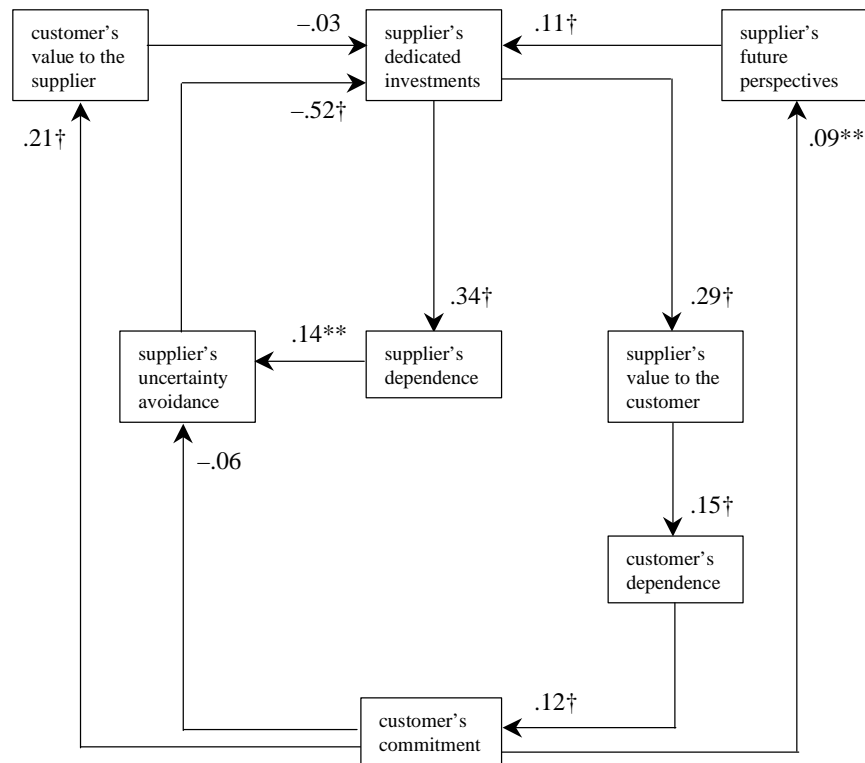 customer’s
value to the
supplier
–.03
supplier’s
dedicated
investments
.11†
supplier’s
future
perspectives
–.52†
.21†
.09**
.34†
.29†
.14**
supplier’s
uncertainty
avoidance
supplier’s
dependence
supplier’s
value to the
customer
–.06
.15†
customer’s
dependence
.12†
customer’s
commitment